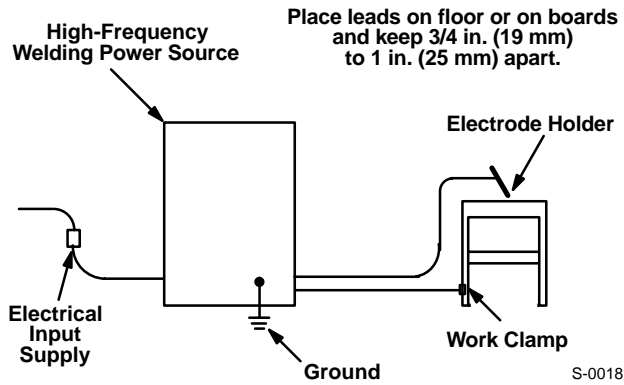 High-Frequency
Welding Power Source
Place leads on floor or on boards
and keep 3/4 in. (19 mm)
to 1 in. (25 mm) apart.
Electrode Holder
Electrical
Input
Supply
Ground
Work Clamp
S-0018